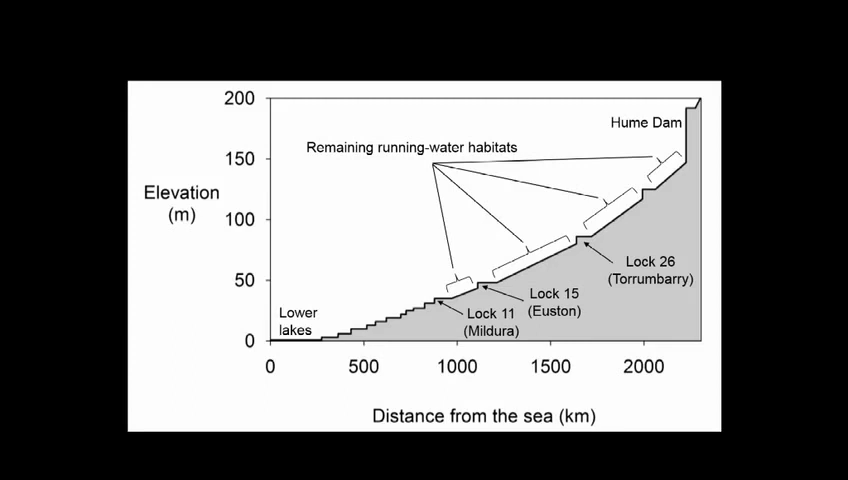 200
Hume Dam
Remaining running-water habitats
150
Elevation
(m)
100
Lock 26
(Torrumbarry)
50
Lock 15
(Euston)
Lower
lakes
Lock 11
(Mildura)
0
0 500 1000 1500 2000
Distance from the sea (km)